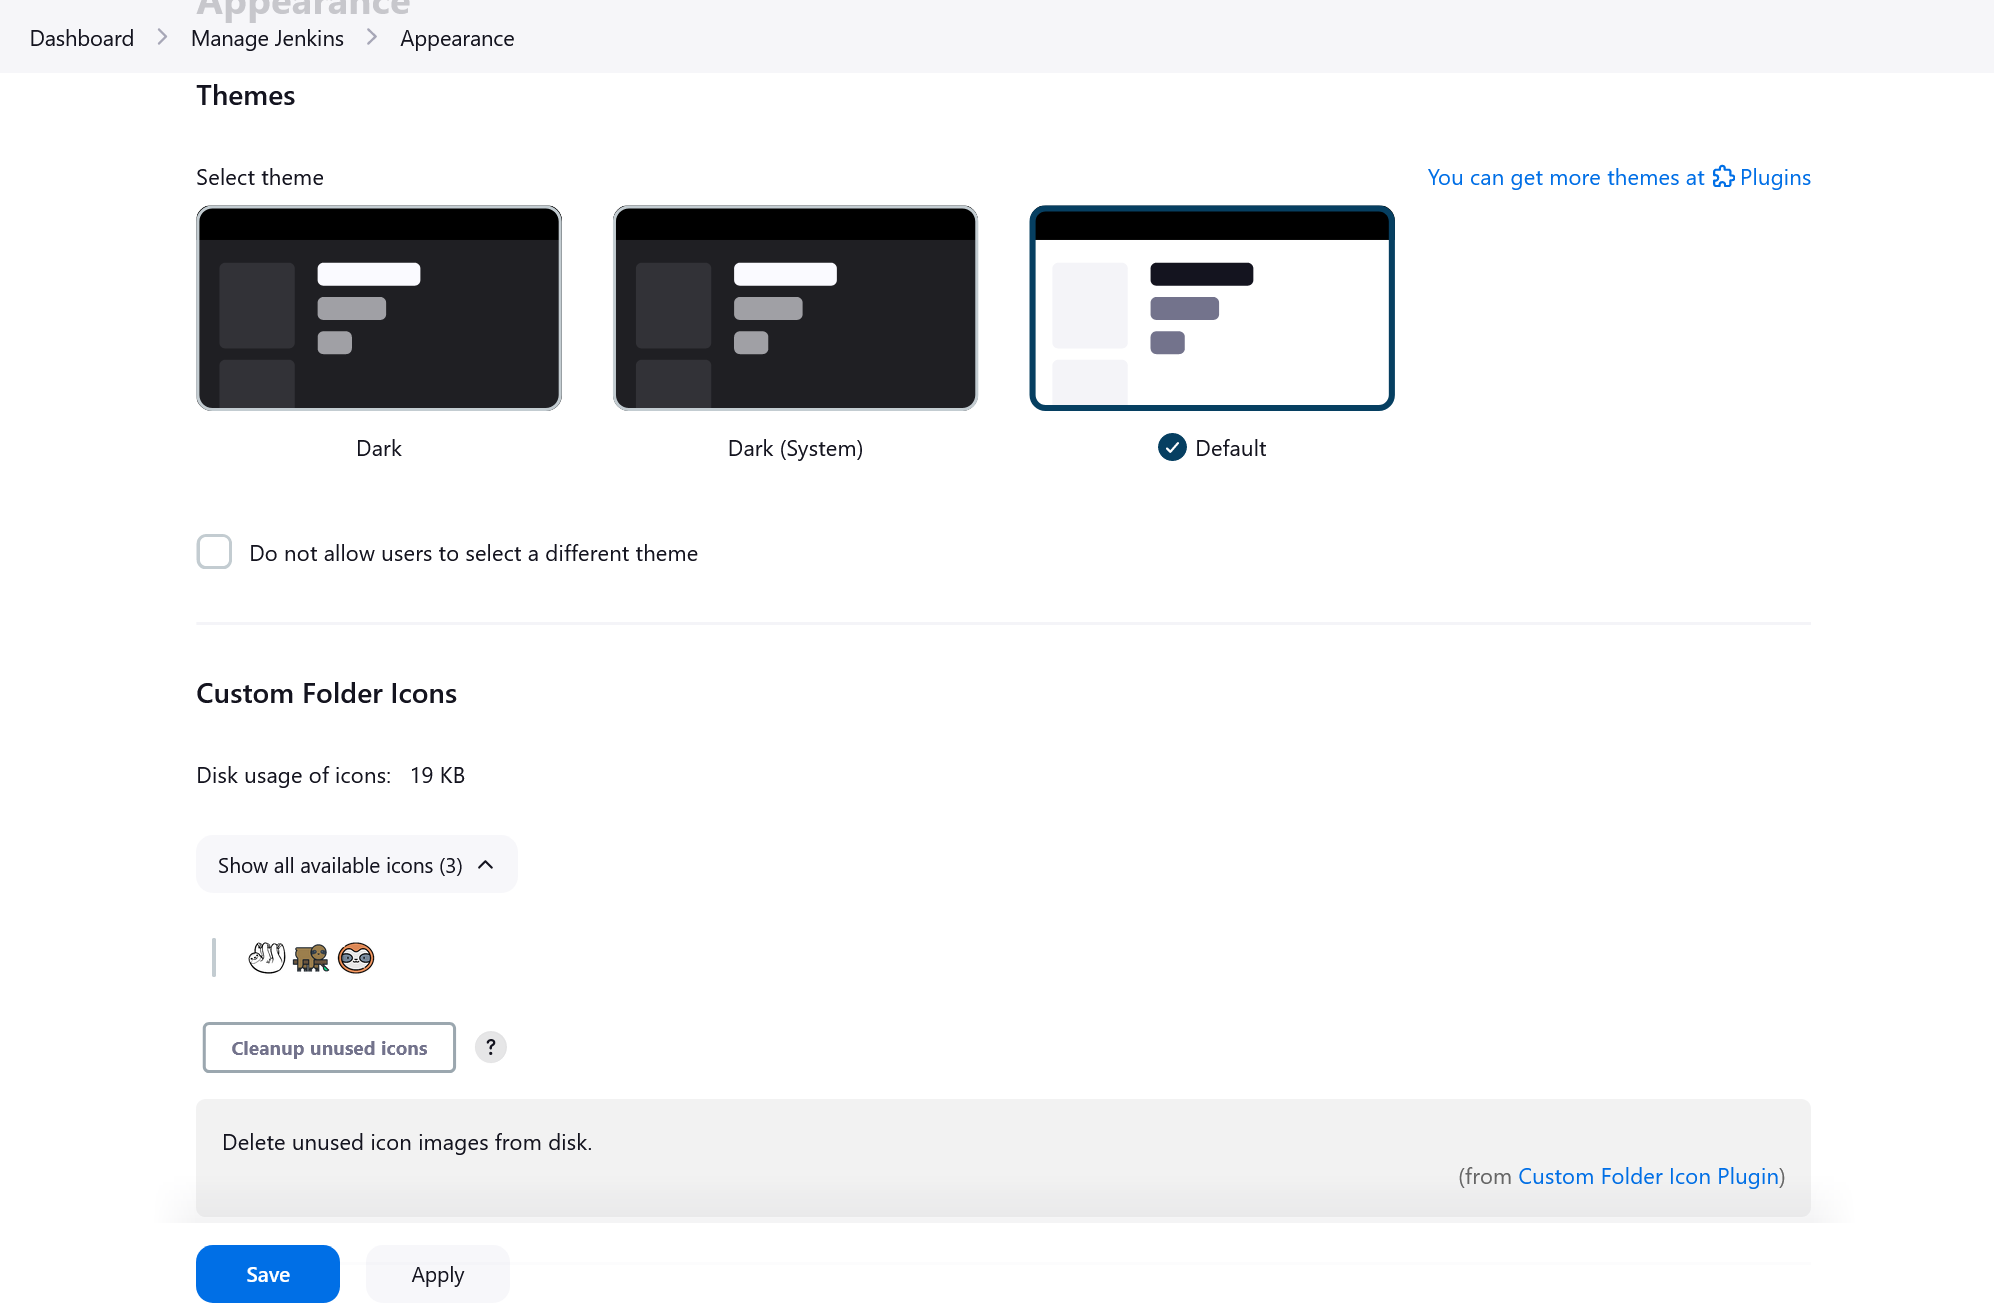 Appearance
Dashboard > Manage Jenkins > Appearance
Themes
Select theme
You can get more themes at Plugins
Dark
Dark (System)
Default
Do not allow users to select a different theme
Custom Folder Icons
Disk usage of icons: 19 KB
Show all available icons (3)
Cleanup unused icons ?
Delete unused icon images from disk.
(from Custom Folder Icon Plugin)
Save
Apply